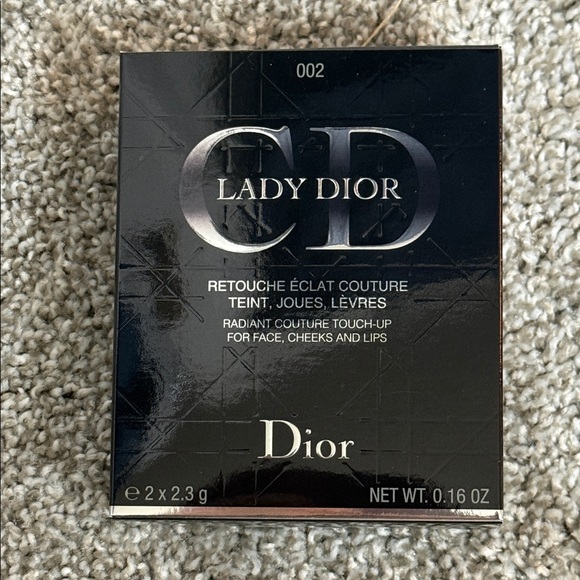 002
CD
LADY DIOR
RETOUCHE ÉCLAT COUTURE
TEINT, JOUES, LÈVRES
RADIANT COUTURE TOUCH-UP
FOR FACE, CHEEKS AND LIPS
Dior
℮ 2 x 2.3 g NET WT. 0.16 OZ